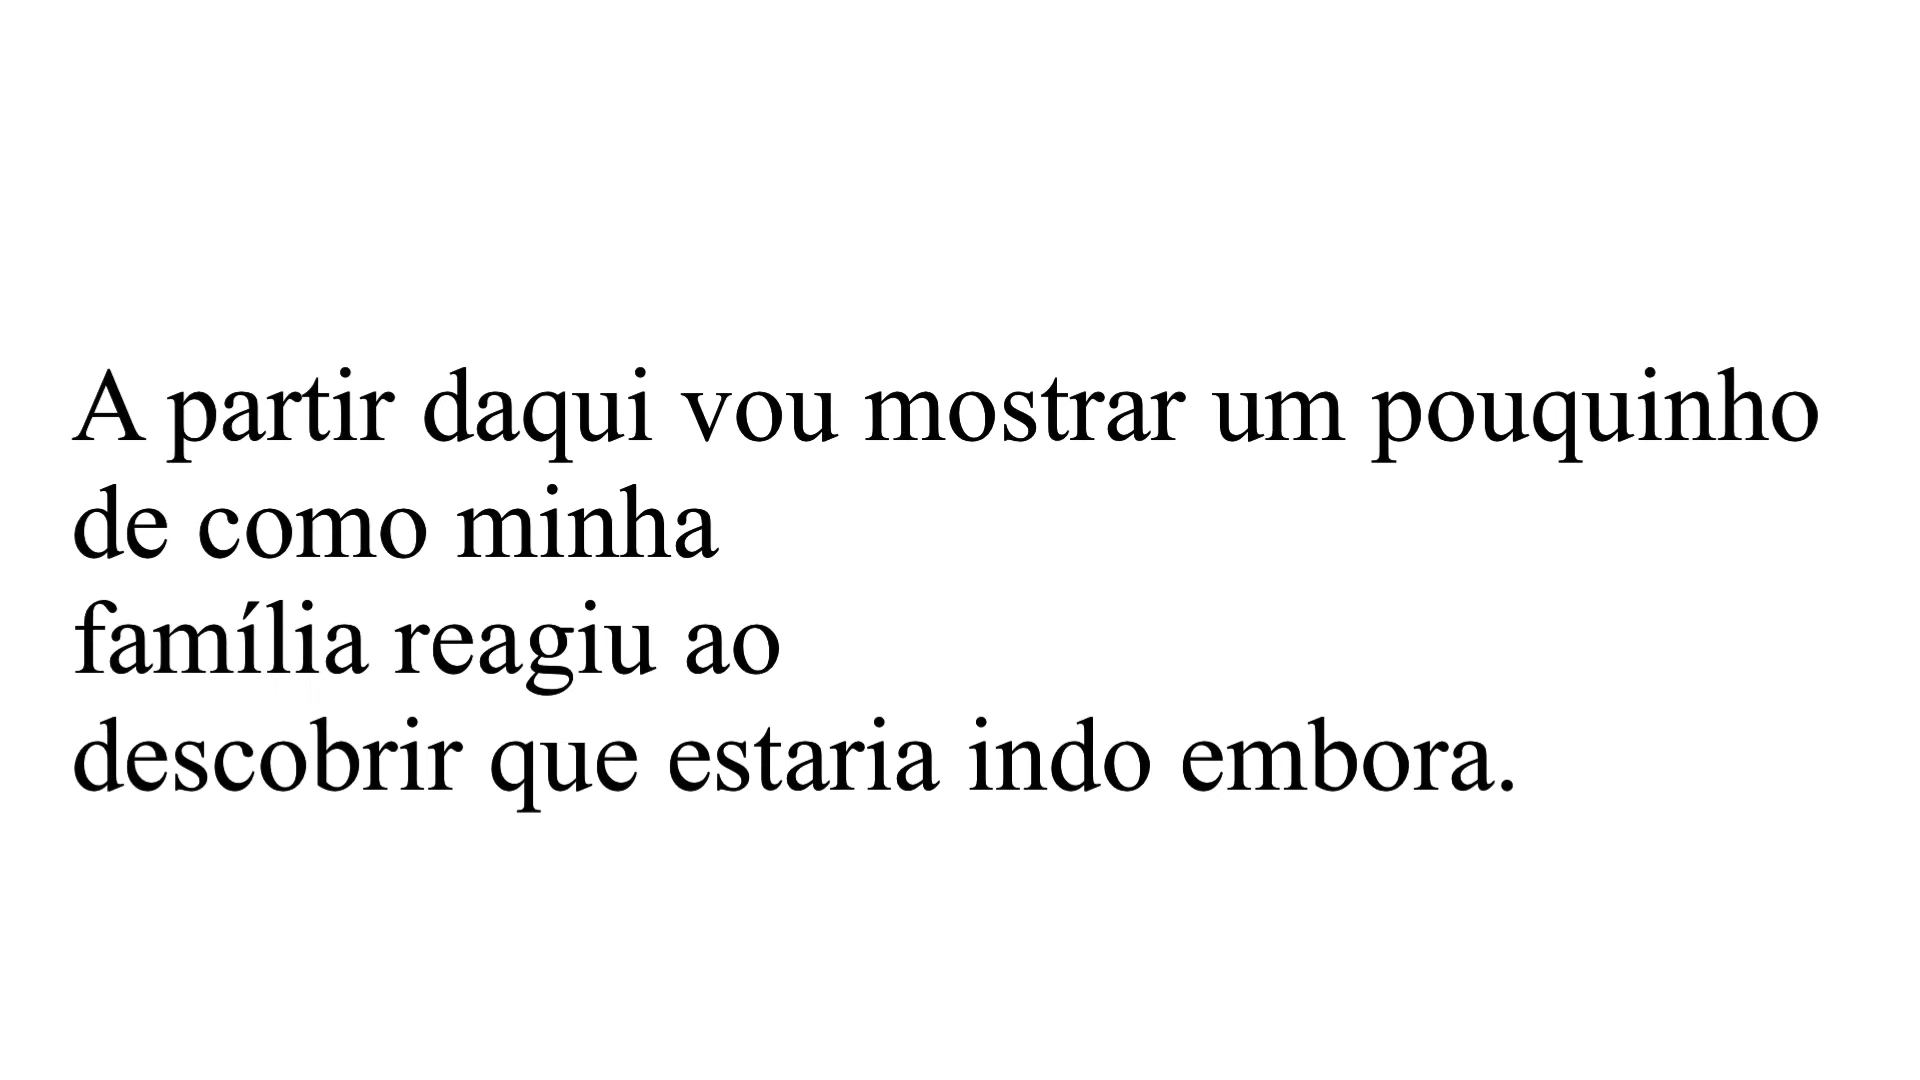 A partir daqui vou mostrar um pouquinho
de como minha
família reagiu ao
descobrir que estaria indo embora.